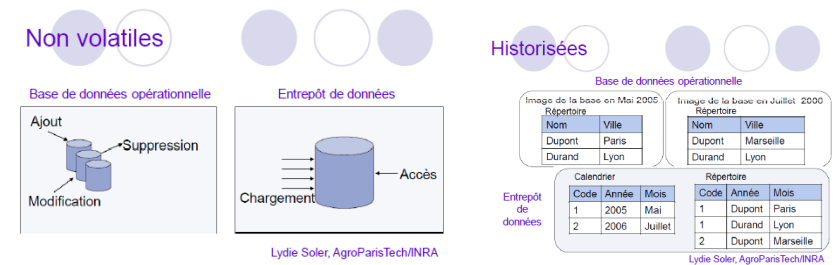 Non volatiles
Base de données opérationnelle
Entrepôt de données
Ajout
Suppression
Modification
Chargement
Accès
Lydie Soler, AgroParisTech/INRA
Historisées
Base de données opérationnelle
Image de la base en Mai 2005
Répertoire
Nom Ville
Dupont Paris
Durand Lyon
Image de la base en Juillet 2006
Répertoire
Nom Ville
Dupont Marseille
Durand Lyon
Entrepôt
de
données
Calendrier
Code Année Mois
1 2005 Mai
2 2006 Juillet
Répertoire
Code Année Mois
1 Dupont Paris
1 Durand Lyon
2 Dupont Marseille
Lydie Soler, AgroParisTech/INRA